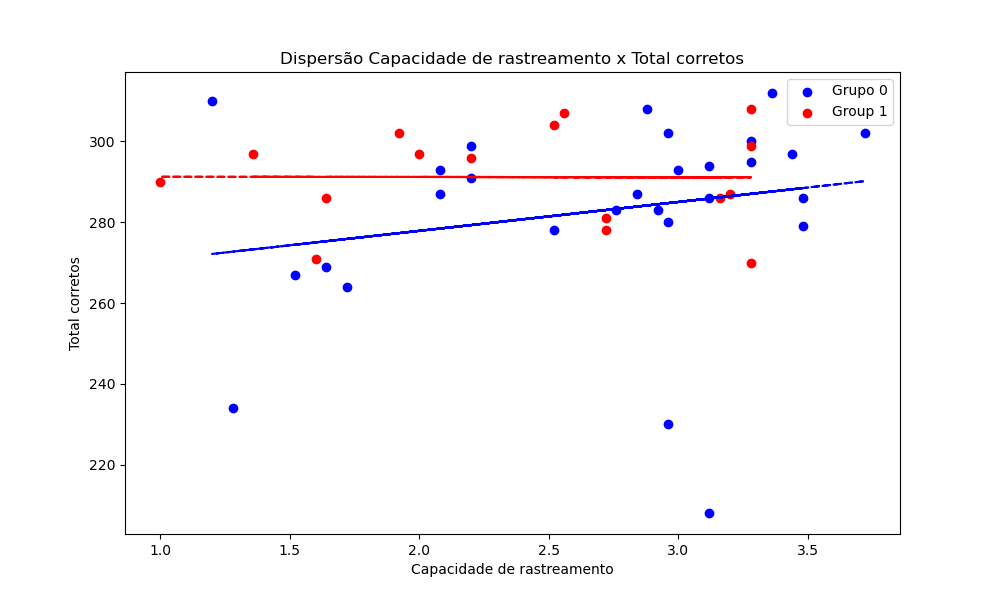 Dispersão Capacidade de rastreamento x Total corretos
Grupo 0
Group 1
300
280
260
240
220
Total corretos
1.0 1.5 2.0 2.5 3.0 3.5
Capacidade de rastreamento